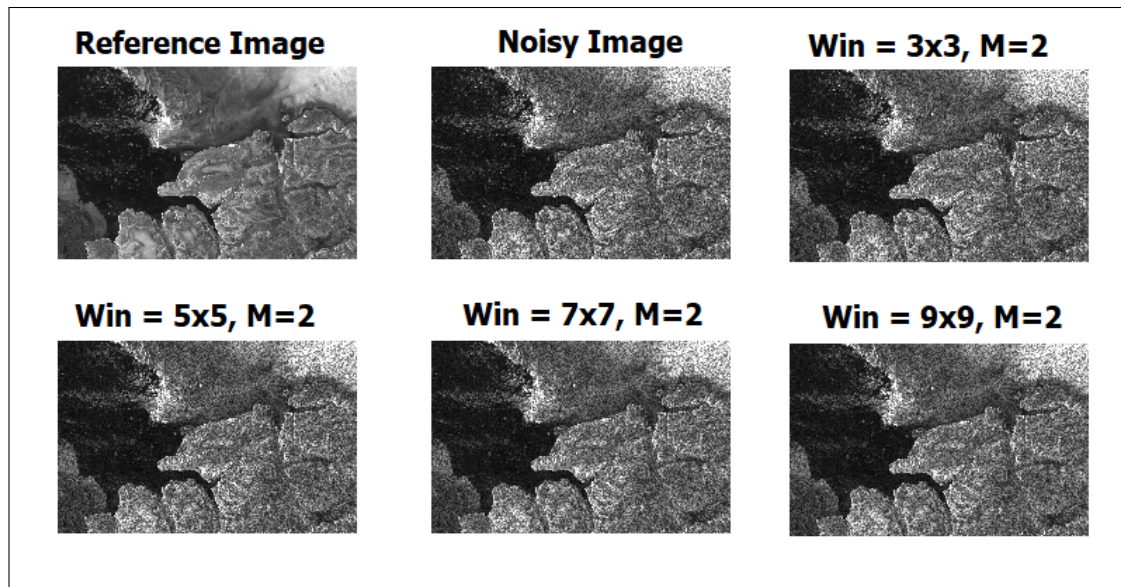 Reference Image
Noisy Image
Win = 3x3, M=2
Win = 5x5, M=2
Win = 7x7, M=2
Win = 9x9, M=2